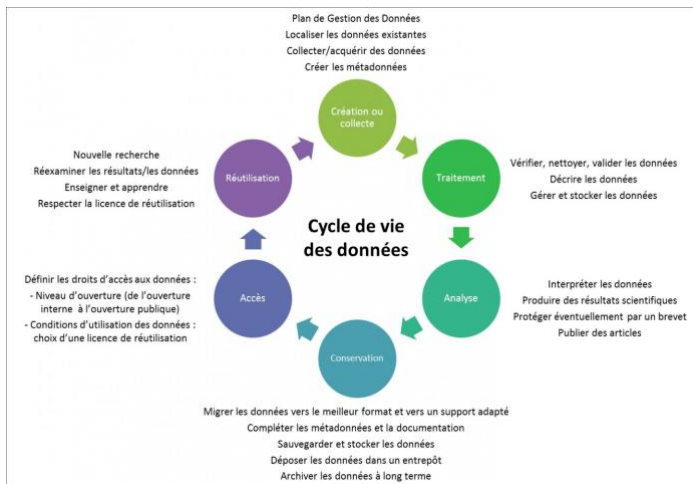 Plan de Gestion des Données
Localiser les données existantes
Collecter/acquérir des données
Créer les métadonnées
Création ou
collecte
Vérifier, nettoyer, valider les données
Décrire les données
Gérer et stocker les données
Traitement
Interpréter les données
Produire des résultats scientifiques
Protéger éventuellement par un brevet
Publier des articles
Analyse
Conservation
Migrer les données vers le meilleur format et vers un support adapté
Compléter les métadonnées et la documentation
Sauvegarder et stocker les données
Déposer les données dans un entrepôt
Archiver les données à long terme
Accès
Définir les droits d'accès aux données :
- Niveau d'ouverture (de l'ouverture
interne à l'ouverture publique)
- Conditions d'utilisation des données :
choix d'une licence de réutilisation
Réutilisation
Nouvelle recherche
Réexaminer les résultats/les données
Enseigner et apprendre
Respecter la licence de réutilisation
Cycle de vie
des données